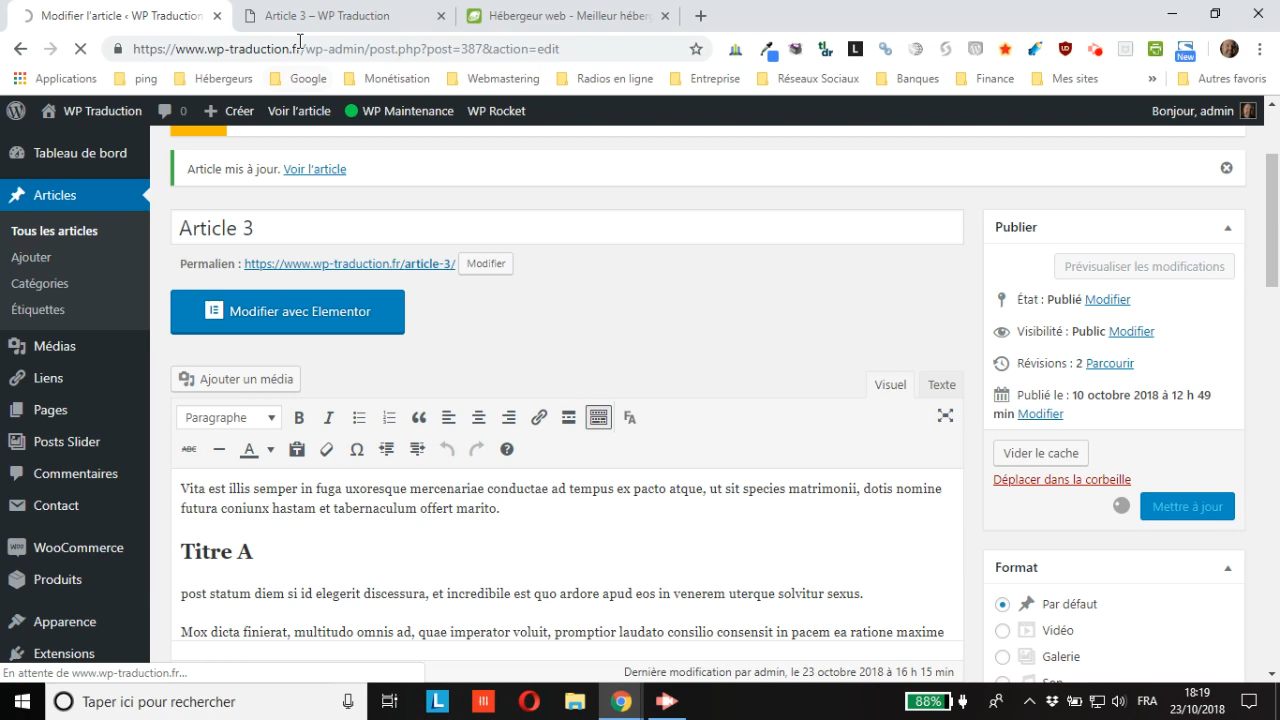 Modifier l'article ‹ WP Traduction
Article 3 – WP Traduction
Hébergeur web - Meilleur héberg
https://www.wp-traduction.fr/wp-admin/post.php?post=387&action=edit
Applications
ping
Hébergeurs
Google
Monétisation
Webmastering
Radios en ligne
Entreprise
Réseaux Sociaux
Banques
Finance
Mes sites
»
Autres favoris
New
WP Traduction
0
Créer
Voir l'article
WP Maintenance
WP Rocket
Bonjour, admin
Tableau de bord
Articles
Tous les articles
Ajouter
Catégories
Étiquettes
Médias
Liens
Pages
Posts Slider
Commentaires
Contact
WooCommerce
Produits
Apparence
Extensions
Article mis à jour. Voir l'article
Article 3
Permalien : https://www.wp-traduction.fr/article-3/ Modifier
Modifier avec Elementor
Ajouter un média
Visuel
Texte
Paragraphe
Vita est illis semper in fuga uxoresque mercenariae conductae ad tempus ex pacto atque, ut sit species matrimonii, dotis nomine
futura coniunx hastam et tabernaculum offert marito.
Titre A
post statum diem si id elegerit discessura, et incredibile est quo ardore apud eos in venerem uterque solvitur sexus.
Mox dicta finierat, multitudo omnis ad, quae imperator voluit, promptior laudato consilio consensit in pacem ea ratione maxime
Dernière modification par admin, le 23 octobre 2018 à 16 h 15 min
Publier
Prévisualiser les modifications
État : Publié Modifier
Visibilité : Public Modifier
Révisions : 2 Parcourir
Publié le : 10 octobre 2018 à 12 h 49
min Modifier
Vider le cache
Déplacer dans la corbeille
Mettre à jour
Format
Par défaut
Vidéo
Galerie
En attente de www.wp-traduction.fr...
Taper ici pour rechercher
88%
FRA
18:19
23/10/2018